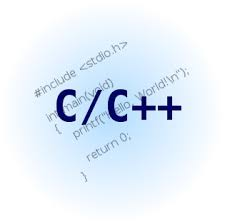 #include <stdio.h>
int main(void)
{ printf("Hello, World!\n");
return 0;
}
C/C++